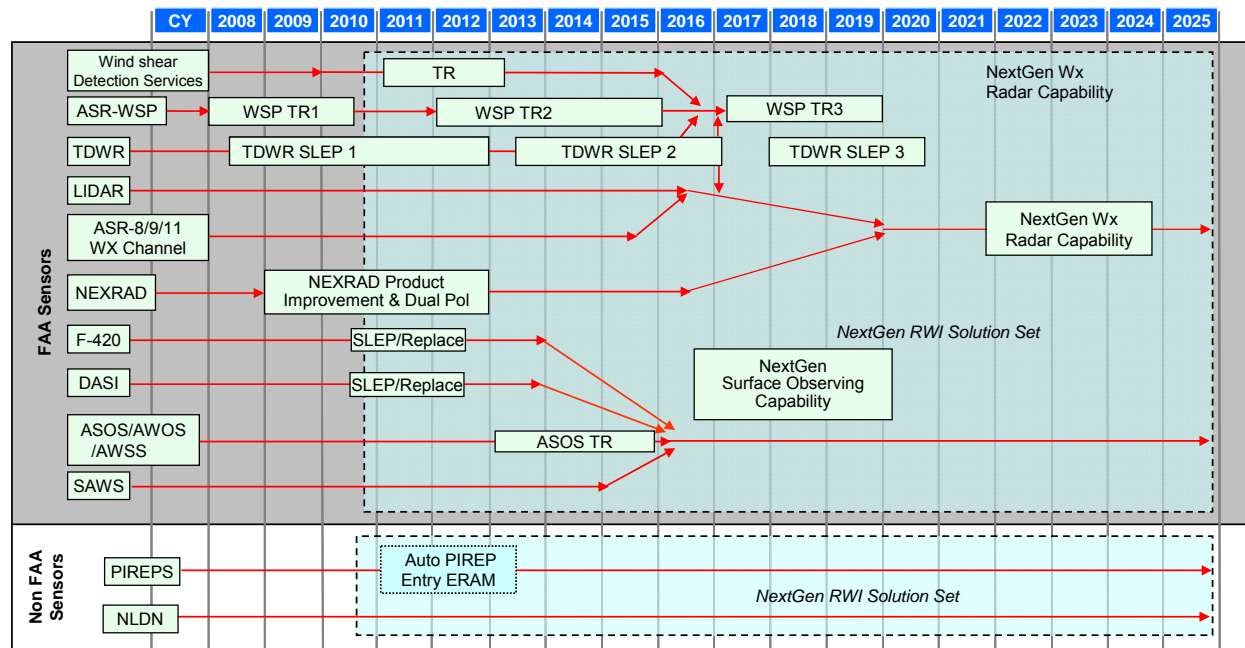 CY 2008 2009 2010 2011 2012 2013 2014 2015 2016 2017 2018 2019 2020 2021 2022 2023 2024 2025
FAA Sensors
Wind shear
Detection Services
TR
NextGen Wx
Radar Capability
ASR-WSP
WSP TR1
WSP TR2
WSP TR3
TDWR
TDWR SLEP 1
TDWR SLEP 2
TDWR SLEP 3
LIDAR
ASR-8/9/11
WX Channel
NextGen Wx
Radar Capability
NEXRAD
NEXRAD Product
Improvement & Dual Pol
F-420
SLEP/Replace
NextGen RWI Solution Set
DASI
SLEP/Replace
NextGen
Surface Observing
Capability
ASOS/AWOS
/AWSS
ASOS TR
SAWS
Non FAA
Sensors
PIREPS
Auto PIREP
Entry ERAM
NextGen RWI Solution Set
NLDN